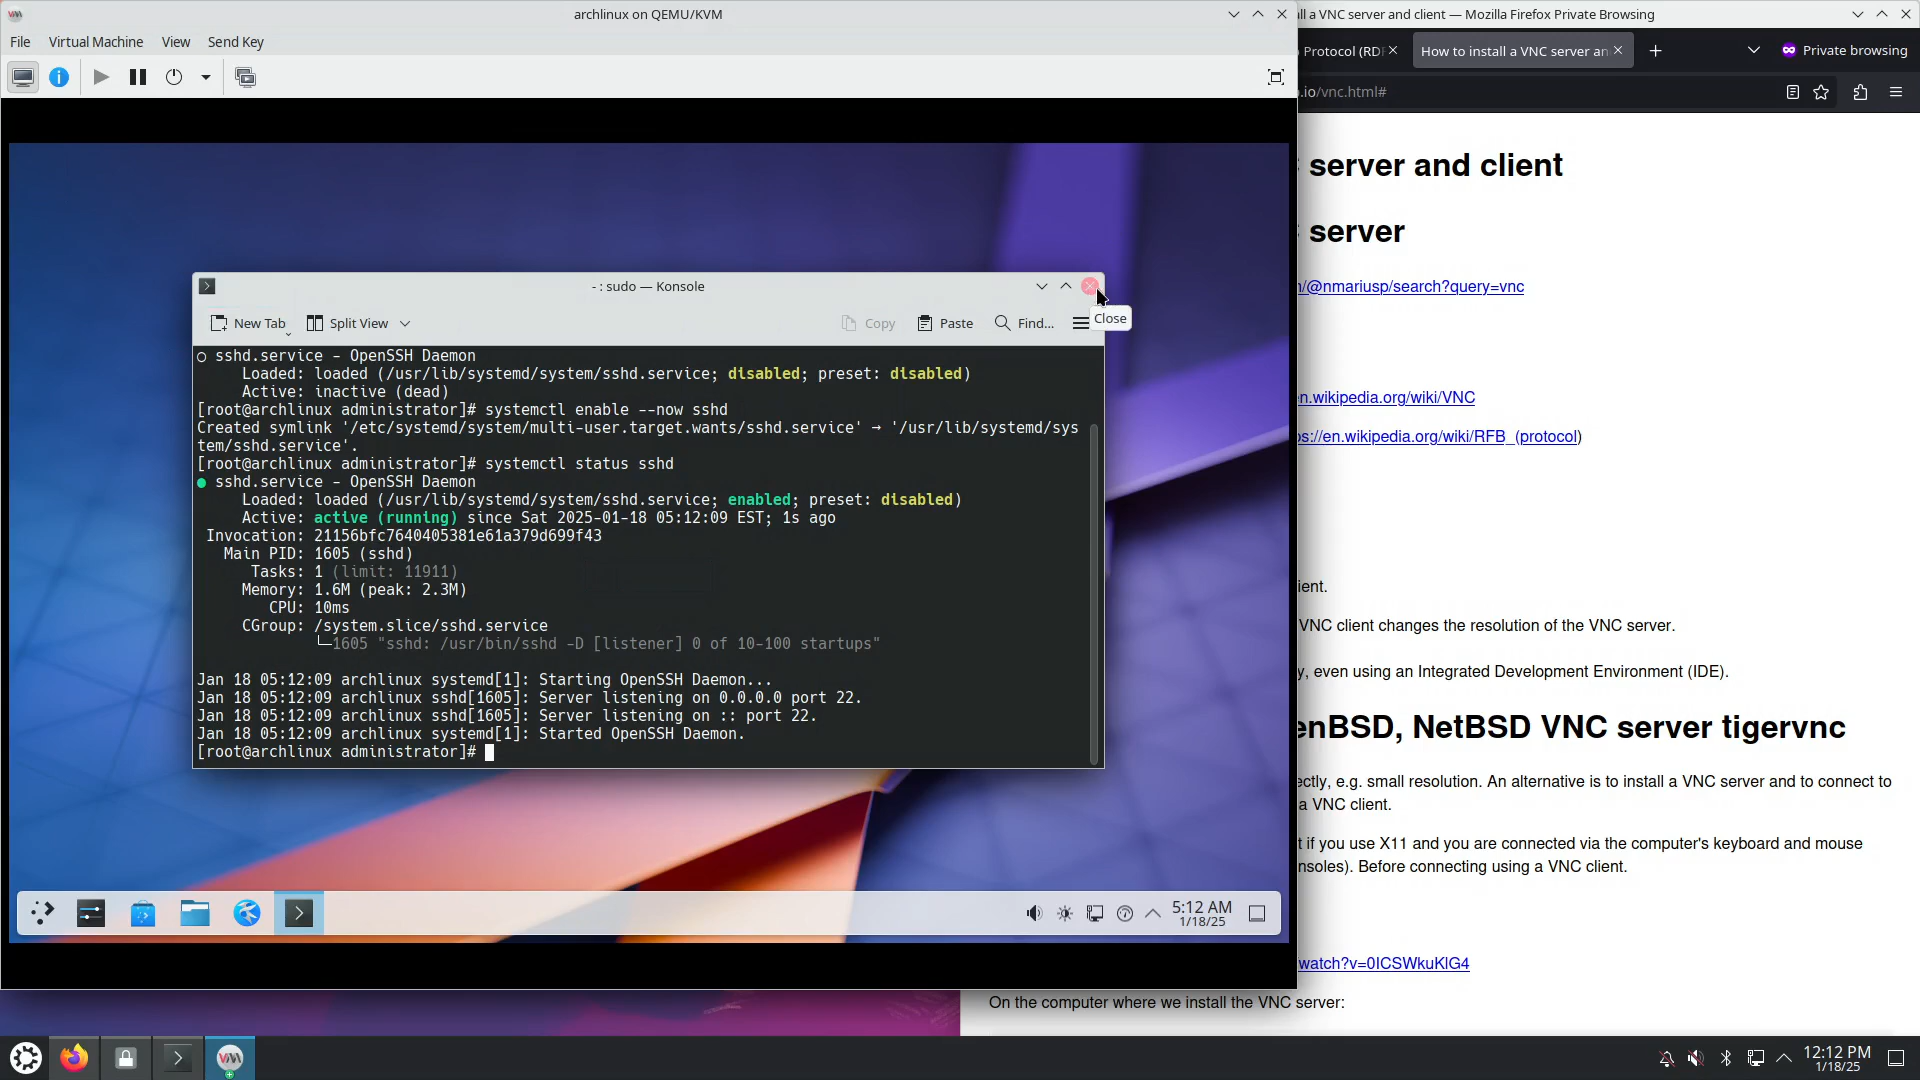 archlinux on QEMU/KVM
File Virtual Machine View Send Key
- : sudo — Konsole
New Tab Split View Copy Paste Find...
Close
○ sshd.service - OpenSSH Daemon
Loaded: loaded (/usr/lib/systemd/system/sshd.service; disabled; preset: disabled)
Active: inactive (dead)
[root@archlinux administrator]# systemctl enable --now sshd
Created symlink '/etc/systemd/system/multi-user.target.wants/sshd.service' → '/usr/lib/systemd/sys
tem/sshd.service'.
[root@archlinux administrator]# systemctl status sshd
● sshd.service - OpenSSH Daemon
Loaded: loaded (/usr/lib/systemd/system/sshd.service; enabled; preset: disabled)
Active: active (running) since Sat 2025-01-18 05:12:09 EST; 1s ago
Invocation: 21156bfc7640405381e61a379d699f43
Main PID: 1605 (sshd)
Tasks: 1 (limit: 11911)
Memory: 1.6M (peak: 2.3M)
CPU: 10ms
CGroup: /system.slice/sshd.service
└─1605 "sshd: /usr/bin/sshd -D [listener] 0 of 10-100 startups"
Jan 18 05:12:09 archlinux systemd[1]: Starting OpenSSH Daemon...
Jan 18 05:12:09 archlinux sshd[1605]: Server listening on 0.0.0.0 port 22.
Jan 18 05:12:09 archlinux sshd[1605]: Server listening on :: port 22.
Jan 18 05:12:09 archlinux systemd[1]: Started OpenSSH Daemon.
[root@archlinux administrator]#
5:12 AM
1/18/25
ll a VNC server and client — Mozilla Firefox Private Browsing
Protocol (RDP How to install a VNC server an Private browsing
.io/vnc.html#
server and client
server
/@nmariusp/search?query=vnc
en.wikipedia.org/wiki/VNC
ps://en.wikipedia.org/wiki/RFB_(protocol)
ient.
VNC client changes the resolution of the VNC server.
y, even using an Integrated Development Environment (IDE).
enBSD, NetBSD VNC server tigervnc
ectly, e.g. small resolution. An alternative is to install a VNC server and to connect to
a VNC client.
t if you use X11 and you are connected via the computer's keyboard and mouse
nsoles). Before connecting using a VNC client.
watch?v=0ICSWkuKlG4
On the computer where we install the VNC server:
12:12 PM
1/18/25